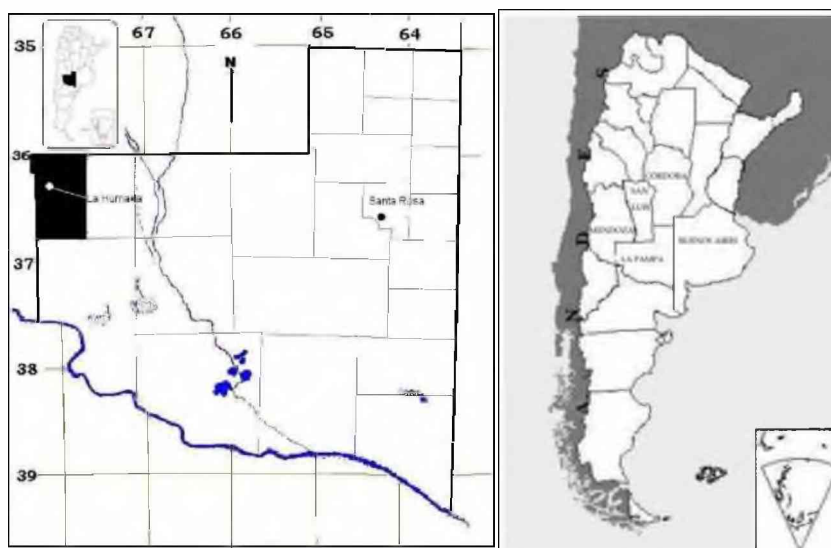 67 66 65 64
35
N
36
La Humada
Santa Rosa
37
38
39
S
E
D
N
A
CORDOBA
SAN
LUIS
MENDOZA
BUENOS AIRES
LA PAMPA